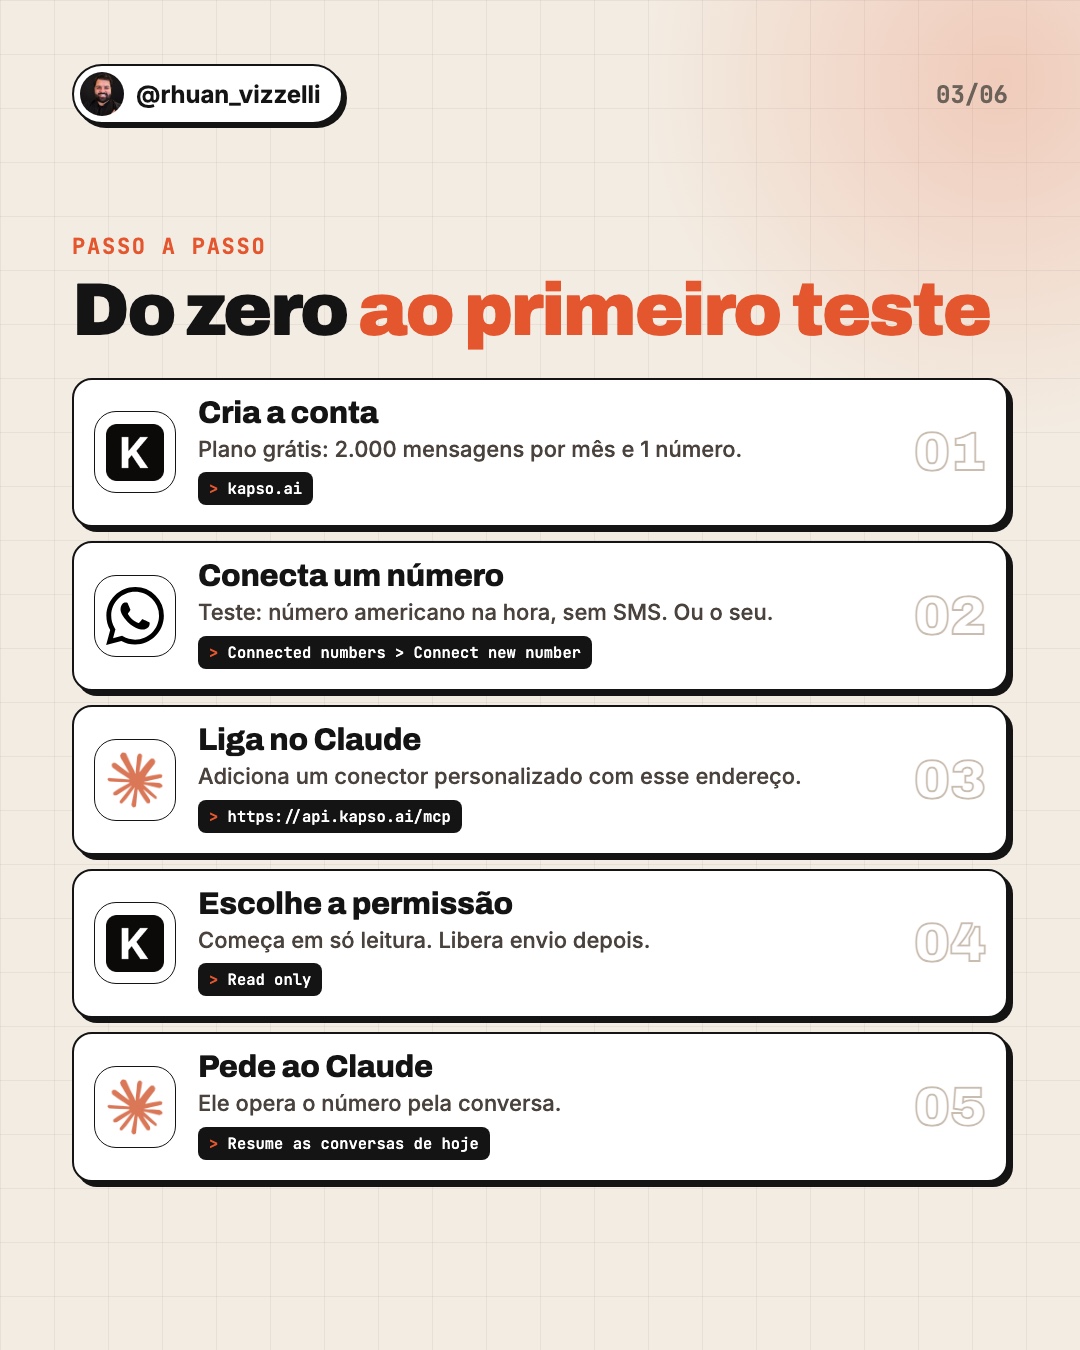 @rhuan_vizzelli
03/06
PASSO A PASSO
Do zero ao primeiro teste
K
Cria a conta
Plano grátis: 2.000 mensagens por mês e 1 número.
> kapso.ai
01
Conecta um número
Teste: número americano na hora, sem SMS. Ou o seu.
> Connected numbers > Connect new number
02
Liga no Claude
Adiciona um conector personalizado com esse endereço.
> https://api.kapso.ai/mcp
03
K
Escolhe a permissão
Começa em só leitura. Libera envio depois.
> Read only
04
Pede ao Claude
Ele opera o número pela conversa.
> Resume as conversas de hoje
05